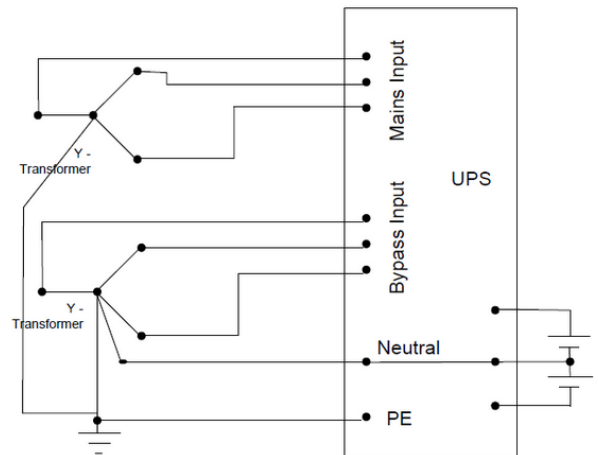 Mains Input
Y -
Transformer
UPS
Bypass Input
Y -
Transformer
Neutral
PE